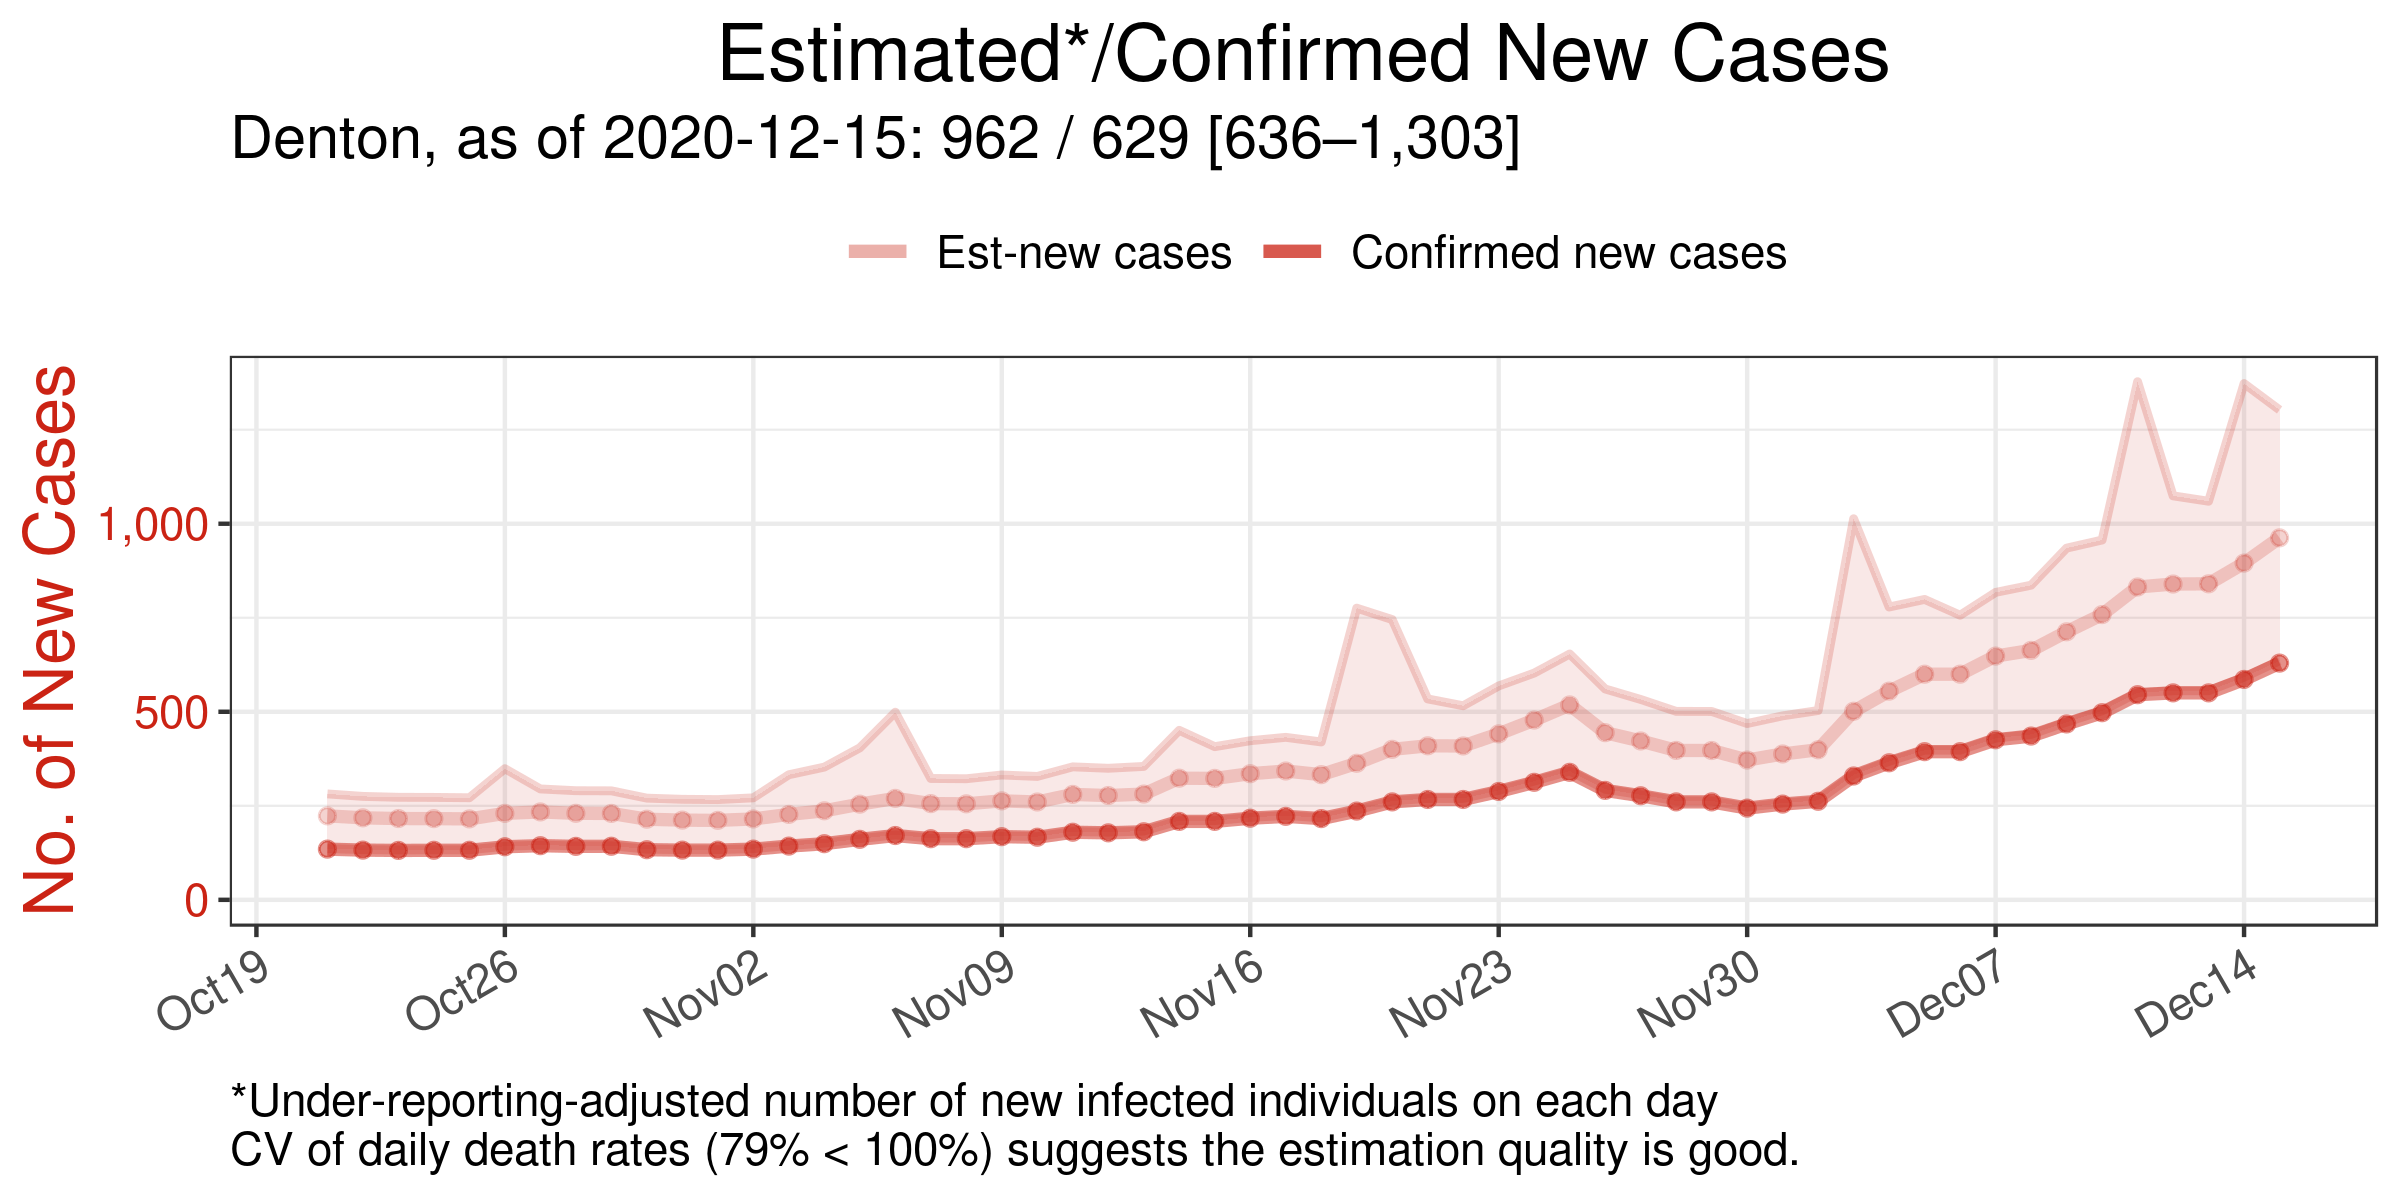 Estimated*/Confirmed New Cases
Denton, as of 2020-12-15: 962 / 629 [636–1,303]
Est-new cases
Confirmed new cases
No. of New Cases
1,000
500
0
Oct19
Oct26
Nov02
Nov09
Nov16
Nov23
Nov30
Dec07
Dec14
*Under-reporting-adjusted number of new infected individuals on each day
CV of daily death rates (79% < 100%) suggests the estimation quality is good.